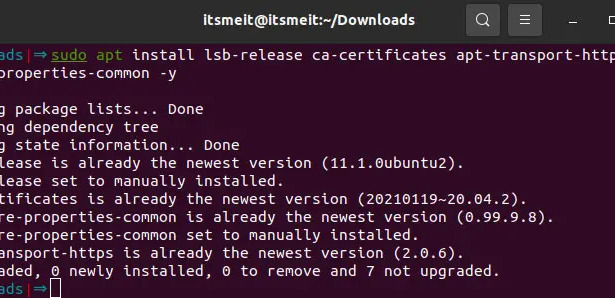 itsmeit@itsmeit:~/Downloads
ads|⇒sudo apt install lsb-release ca-certificates apt-transport-http
properties-common -y
g package lists... Done
ng dependency tree
g state information... Done
lease is already the newest version (11.1.0ubuntu2).
lease set to manually installed.
tificates is already the newest version (20210119~20.04.2).
re-properties-common is already the newest version (0.99.9.8).
re-properties-common set to manually installed.
ansport-https is already the newest version (2.0.6).
aded, 0 newly installed, 0 to remove and 7 not upgraded.
ads|⇒